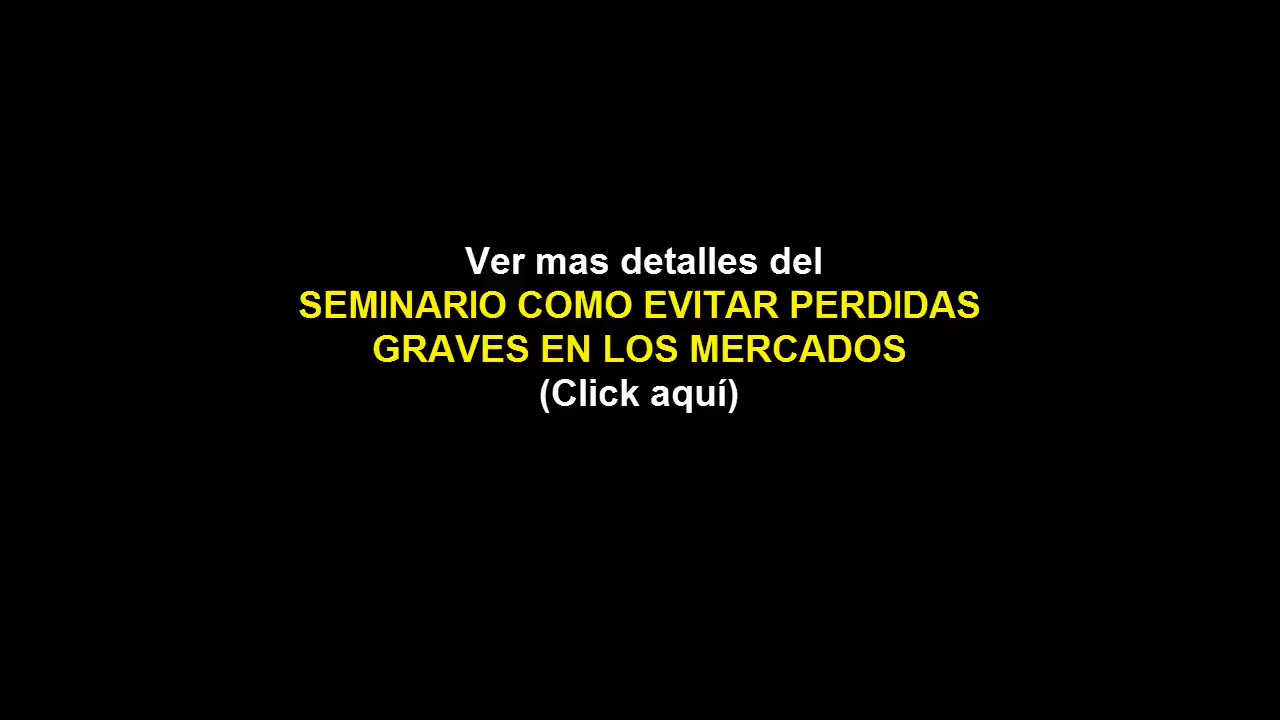 Ver mas detalles del
SEMINARIO COMO EVITAR PERDIDAS
GRAVES EN LOS MERCADOS
(Click aquí)